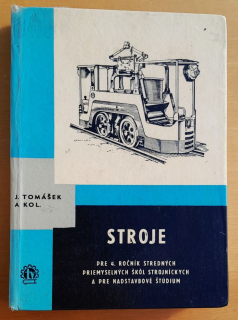 J. TOMÁŠEK
A KOL.
STROJE
PRE 4. ROČNÍK STREDNÝCH
PRIEMYSELNÝCH ŠKÔL STROJNÍCKYCH
A PRE NADSTAVBOVÉ ŠTÚDIUM